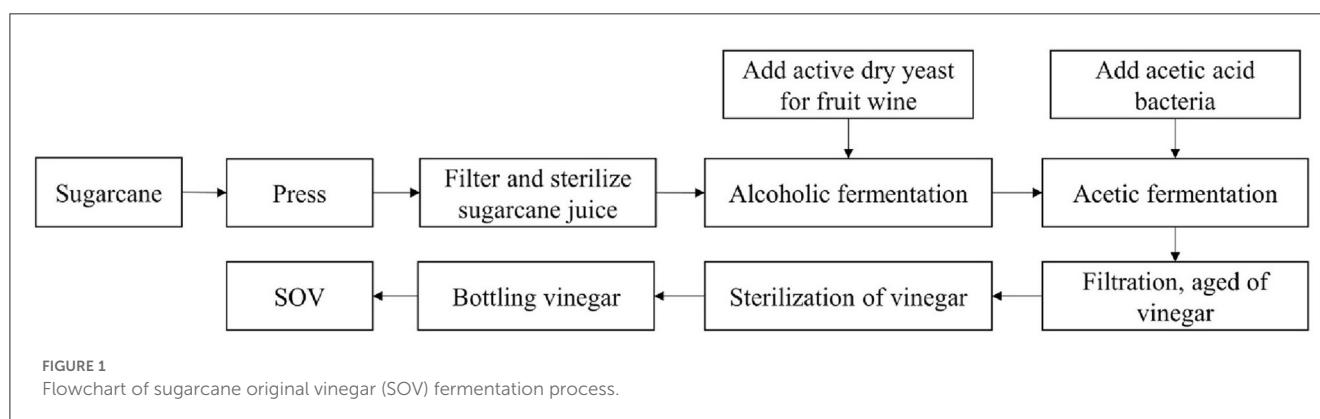 Add active dry yeast
for fruit wine
Add acetic acid
bacteria
Sugarcane
Press
Filter and sterilize
sugarcane juice
Alcoholic fermentation
Acetic fermentation
SOV
Bottling vinegar
Sterilization of vinegar
Filtration, aged of
vinegar
FIGURE 1
Flowchart of sugarcane original vinegar (SOV) fermentation process.